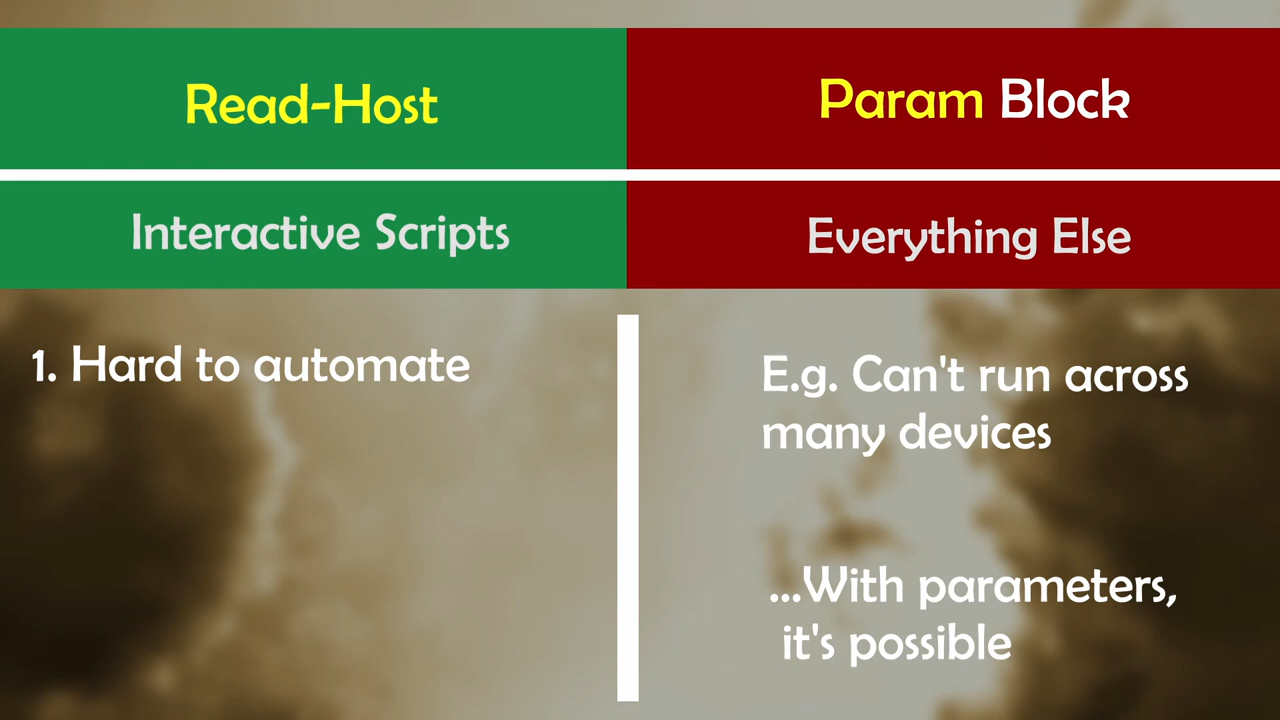 Read-Host
Param Block
Interactive Scripts
Everything Else
1. Hard to automate
E.g. Can't run across
many devices
...With parameters,
it's possible